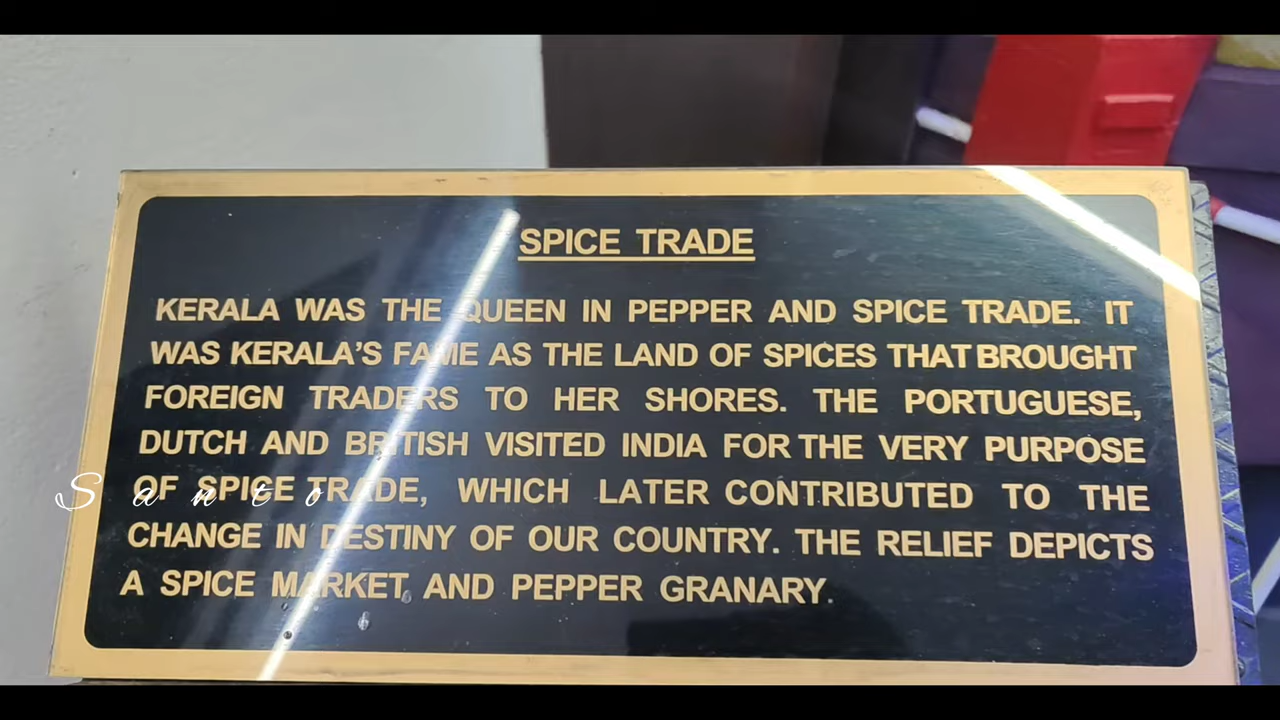 SPICE TRADE
KERALA WAS THE QUEEN IN PEPPER AND SPICE TRADE. IT
WAS KERALA'S FAME AS THE LAND OF SPICES THAT BROUGHT
FOREIGN TRADERS TO HER SHORES. THE PORTUGUESE,
DUTCH AND BRITISH VISITED INDIA FOR THE VERY PURPOSE
OF SPICE TRADE, WHICH LATER CONTRIBUTED TO THE
CHANGE IN DESTINY OF OUR COUNTRY. THE RELIEF DEPICTS
A SPICE MARKET AND PEPPER GRANARY.
Santo